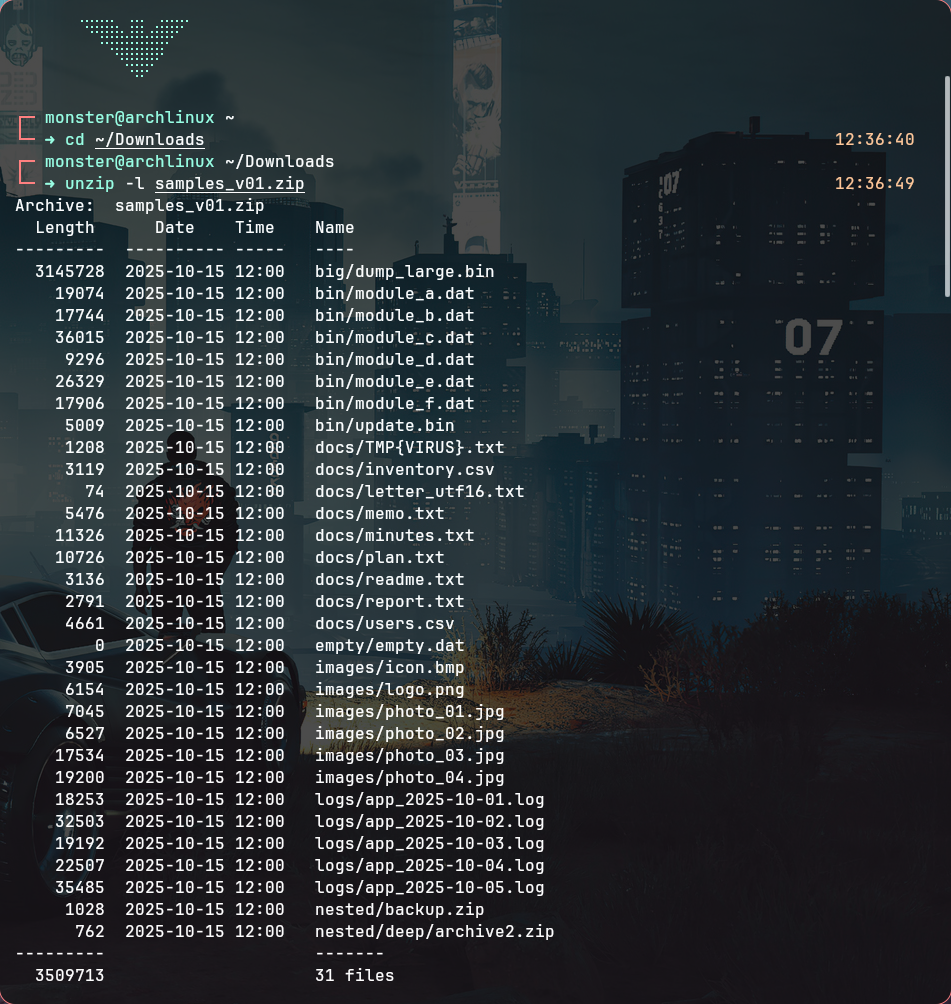 monster@archlinux ~
➜ cd ~/Downloads 12:36:40
monster@archlinux ~/Downloads
➜ unzip -l samples_v01.zip 12:36:49
Archive:  samples_v01.zip
  Length      Date    Time    Name
---------  ---------- -----   ----
  3145728  2025-10-15 12:00   big/dump_large.bin
    19074  2025-10-15 12:00   bin/module_a.dat
    17744  2025-10-15 12:00   bin/module_b.dat
    36015  2025-10-15 12:00   bin/module_c.dat
     9296  2025-10-15 12:00   bin/module_d.dat
    26329  2025-10-15 12:00   bin/module_e.dat
    17906  2025-10-15 12:00   bin/module_f.dat
     5009  2025-10-15 12:00   bin/update.bin
     1208  2025-10-15 12:00   docs/TMP{VIRUS}.txt
     3119  2025-10-15 12:00   docs/inventory.csv
       74  2025-10-15 12:00   docs/letter_utf16.txt
     5476  2025-10-15 12:00   docs/memo.txt
    11326  2025-10-15 12:00   docs/minutes.txt
    10726  2025-10-15 12:00   docs/plan.txt
     3136  2025-10-15 12:00   docs/readme.txt
     2791  2025-10-15 12:00   docs/report.txt
     4661  2025-10-15 12:00   docs/users.csv
        0  2025-10-15 12:00   empty/empty.dat
     3905  2025-10-15 12:00   images/icon.bmp
     6154  2025-10-15 12:00   images/logo.png
     7045  2025-10-15 12:00   images/photo_01.jpg
     6527  2025-10-15 12:00   images/photo_02.jpg
    17534  2025-10-15 12:00   images/photo_03.jpg
    19200  2025-10-15 12:00   images/photo_04.jpg
    18253  2025-10-15 12:00   logs/app_2025-10-01.log
    32503  2025-10-15 12:00   logs/app_2025-10-02.log
    19192  2025-10-15 12:00   logs/app_2025-10-03.log
    22507  2025-10-15 12:00   logs/app_2025-10-04.log
    35485  2025-10-15 12:00   logs/app_2025-10-05.log
     1028  2025-10-15 12:00   nested/backup.zip
      762  2025-10-15 12:00   nested/deep/archive2.zip
---------                     -------
  3509713                     31 files
'07
07